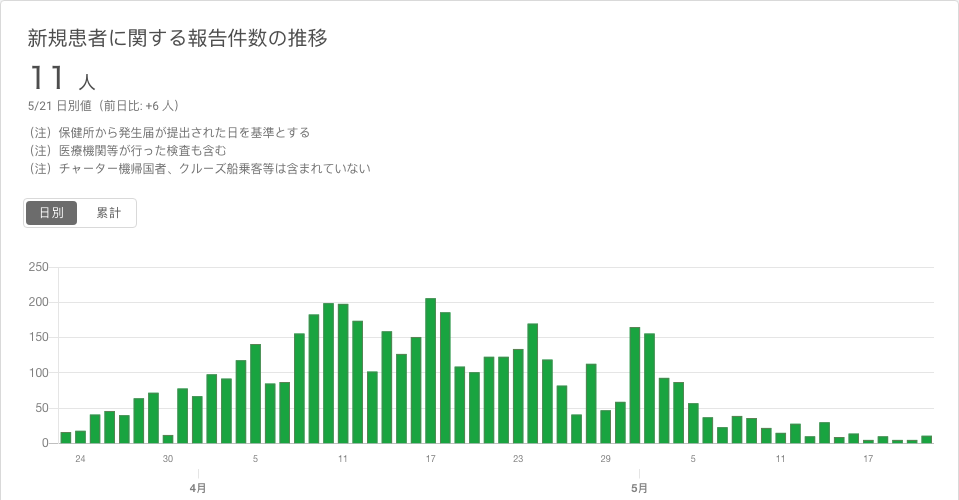 新規患者に関する報告件数の推移
11 人
5/21 日別値（前日比: +6 人）
（注）保健所から発生届が提出された日を基準とする
（注）医療機関等が行った検査も含む
（注）チャーター機帰国者、クルーズ船乗客等は含まれていない
日別 累計
250
200
150
100
50
0
24 30 5 11 17 23 29 5 11 17
4月 5月